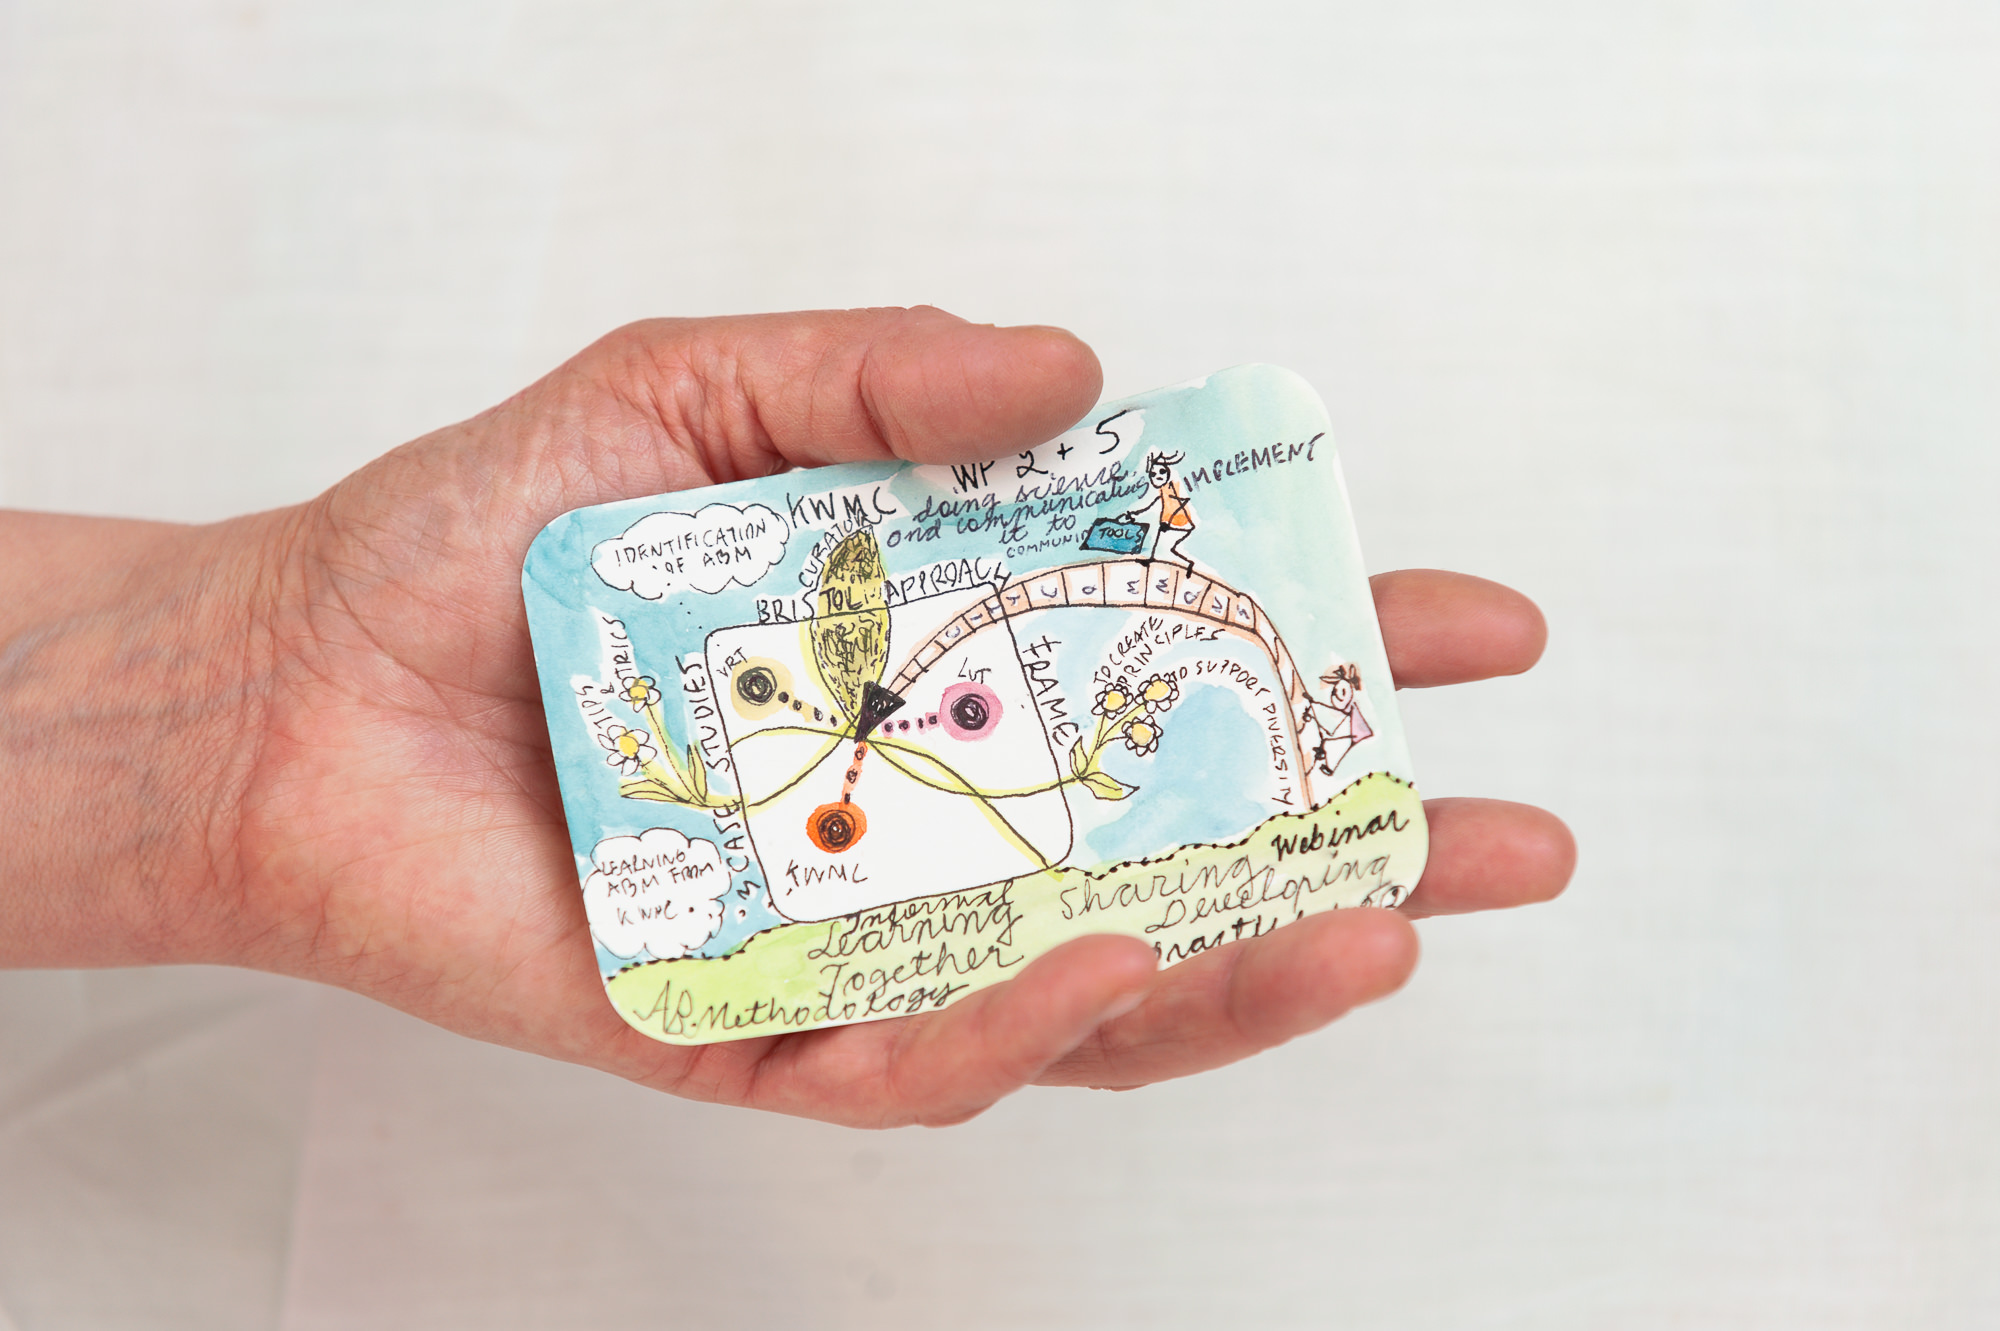 WP 2 + 5
KWMC
doing science
and communicating
it to
IMPLEMENT
TOOLS
IDENTIFICATION
OF ABM
CURATOR
BRISTOL APPROACH
CITY COMMONS
FRAME
TO CREATE
PRINCIPLES
TO SUPPORT DIVERSITY
&
CASE STUDIES
VRT
LUT
KWMC
LEARNING
ABM FROM
KWMC
Webinar
Sharing
Developing
Informal
Learning
Together
Methodology